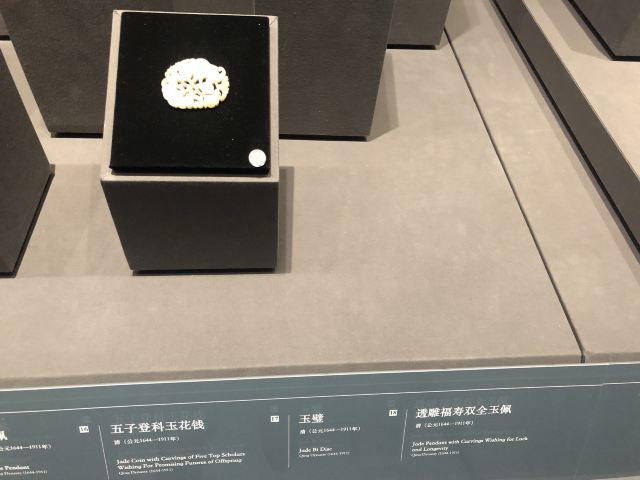 佩
公元1644—1911年）
Pendant
16
五子登科玉花钱
清（公元1644—1911年）
Jade Coin with Carvings of Five Top Scholars
Wishing For Promising Futures of Offspring
Qing Dynasty (1644-1911)
17
玉璧
清（公元1644—1911年）
Jade Bi Disc
Qing Dynasty (1644-1911)
18
透雕福寿双全玉佩
清（公元1644—1911年）
Jade Pendant with Carvings Wishing for Luck
and Longevity
Qing Dynasty (1644-1911)